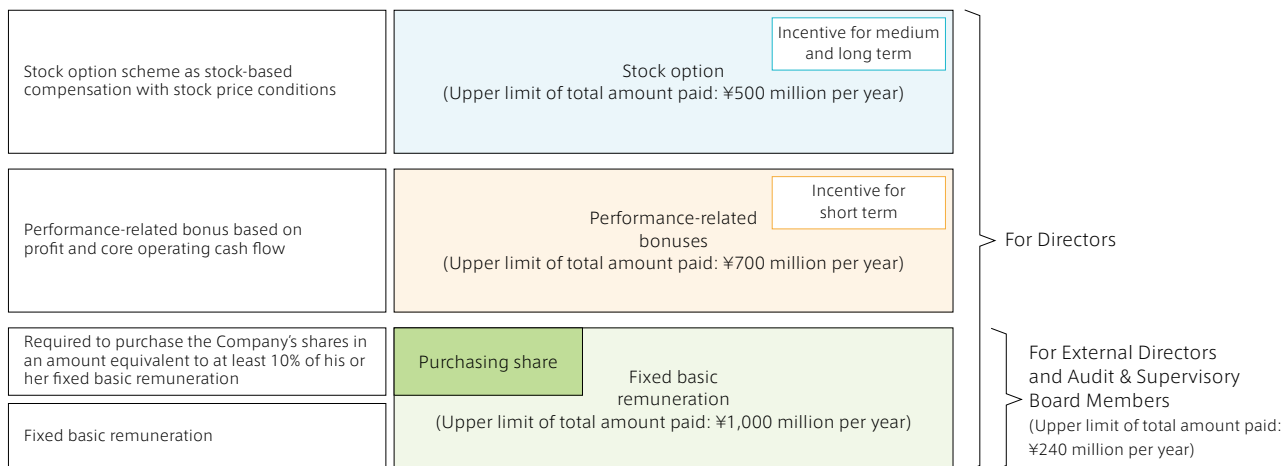 Stock option scheme as stock-based
compensation with stock price conditions
Stock option
(Upper limit of total amount paid: ¥500 million per year)
Incentive for medium
and long term
Performance-related bonus based on
profit and core operating cash flow
Performance-related
bonuses
(Upper limit of total amount paid: ¥700 million per year)
Incentive for
short term
For Directors
Required to purchase the Company’s shares in
an amount equivalent to at least 10% of his or
her fixed basic remuneration
Purchasing share
Fixed basic remuneration
Fixed basic
remuneration
(Upper limit of total amount paid: ¥1,000 million per year)
For External Directors
and Audit & Supervisory
Board Members
(Upper limit of total amount paid:
¥240 million per year)